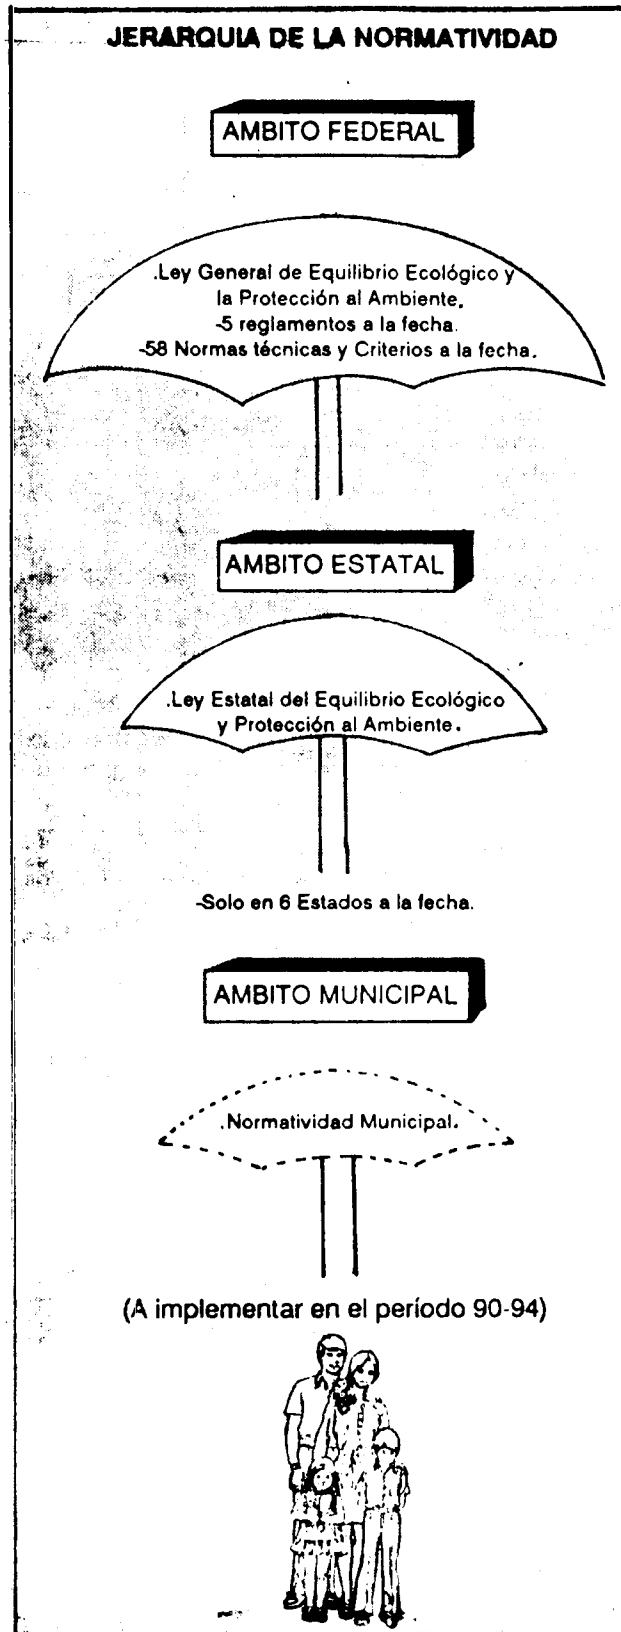 JERARQUIA DE LA NORMATIVIDAD
AMBITO FEDERAL
.Ley General de Equilibrio Ecológico y
la Protección al Ambiente.
-5 reglamentos a la fecha.
-58 Normas técnicas y Criterios a la fecha.
AMBITO ESTATAL
.Ley Estatal del Equilibrio Ecológico
y Protección al Ambiente.
-Solo en 6 Estados a la fecha.
AMBITO MUNICIPAL
.Normatividad Municipal.
(A implementar en el período 90-94)